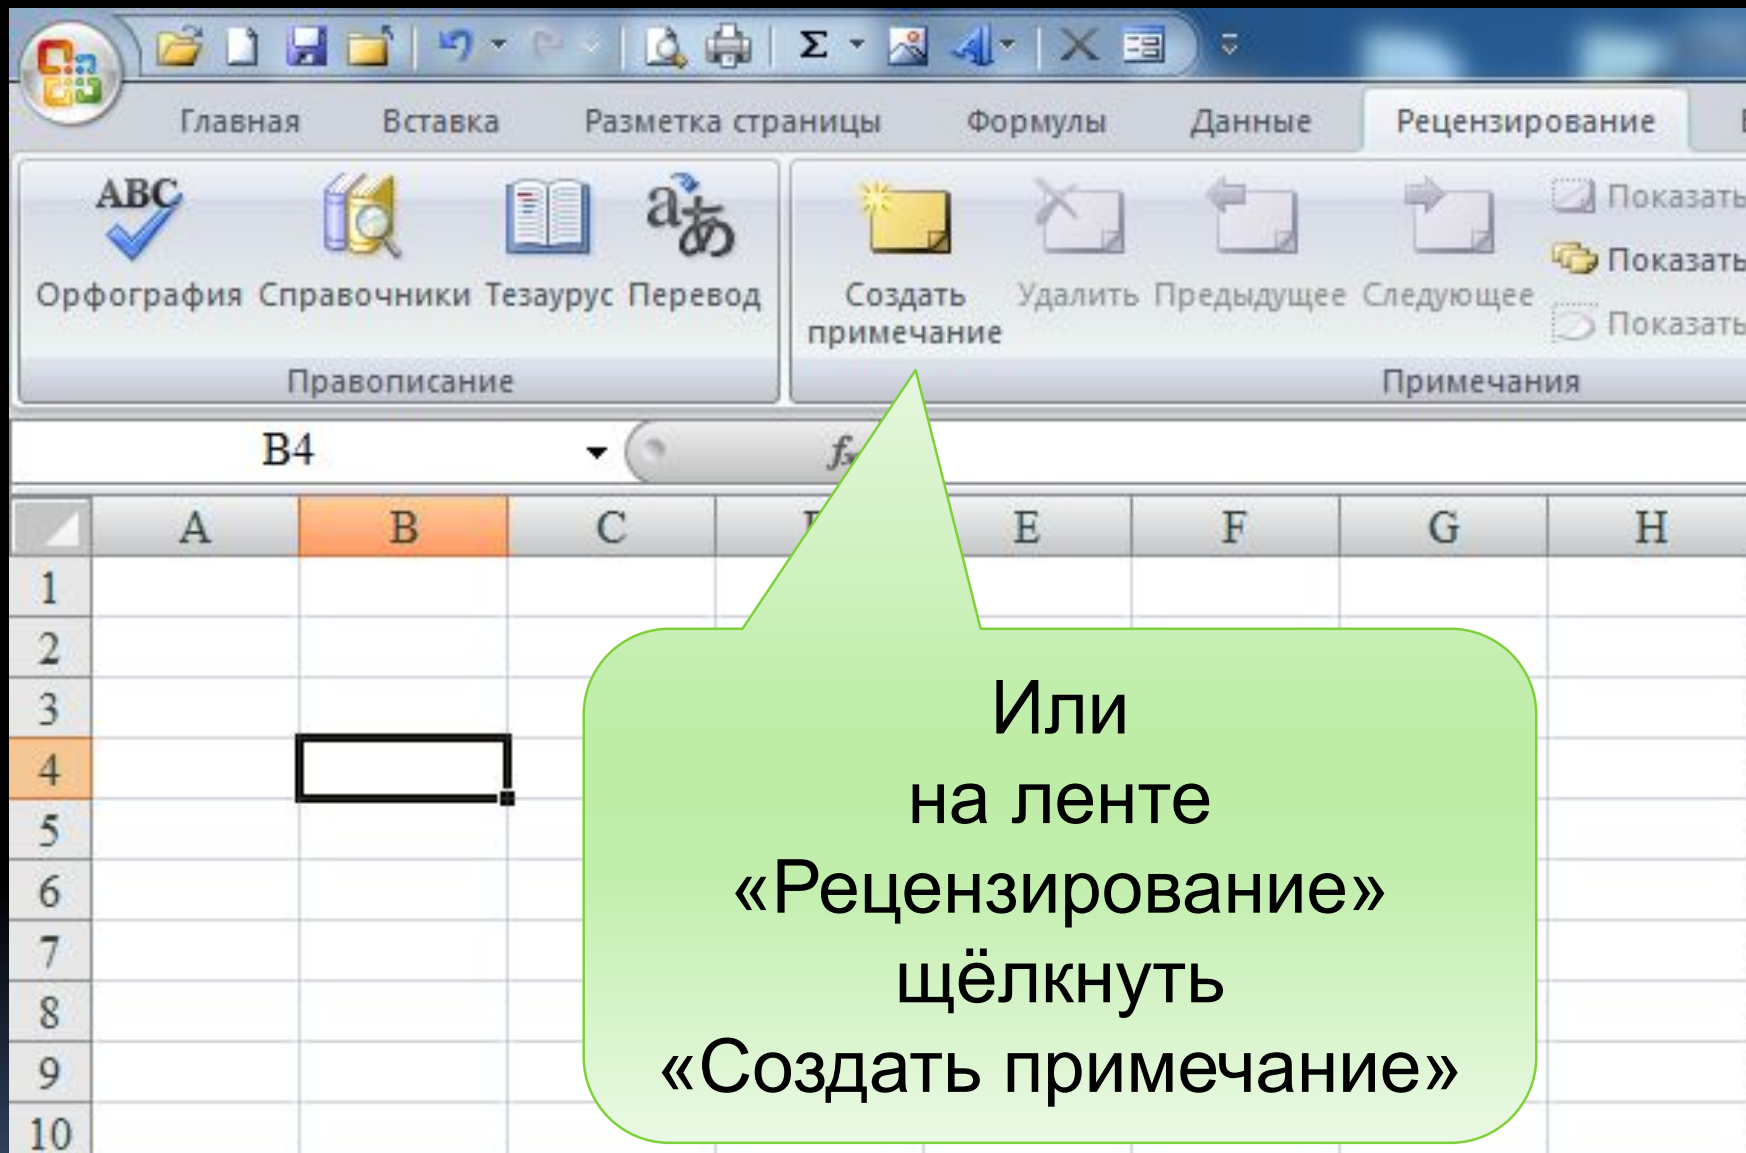 Главная Вставка Разметка страницы Формулы Данные Рецензирование
ABC
Орфография Справочники Тезаурус Перевод
Правописание
Создать примечание Удалить Предыдущее Следующее
Показать
Показать
Показать
Примечания
B4 fx
A B C E F G H
1
2
3
4
5
6
7
8
9
10
Или
на ленте
«Рецензирование»
щёлкнуть
«Создать примечание»